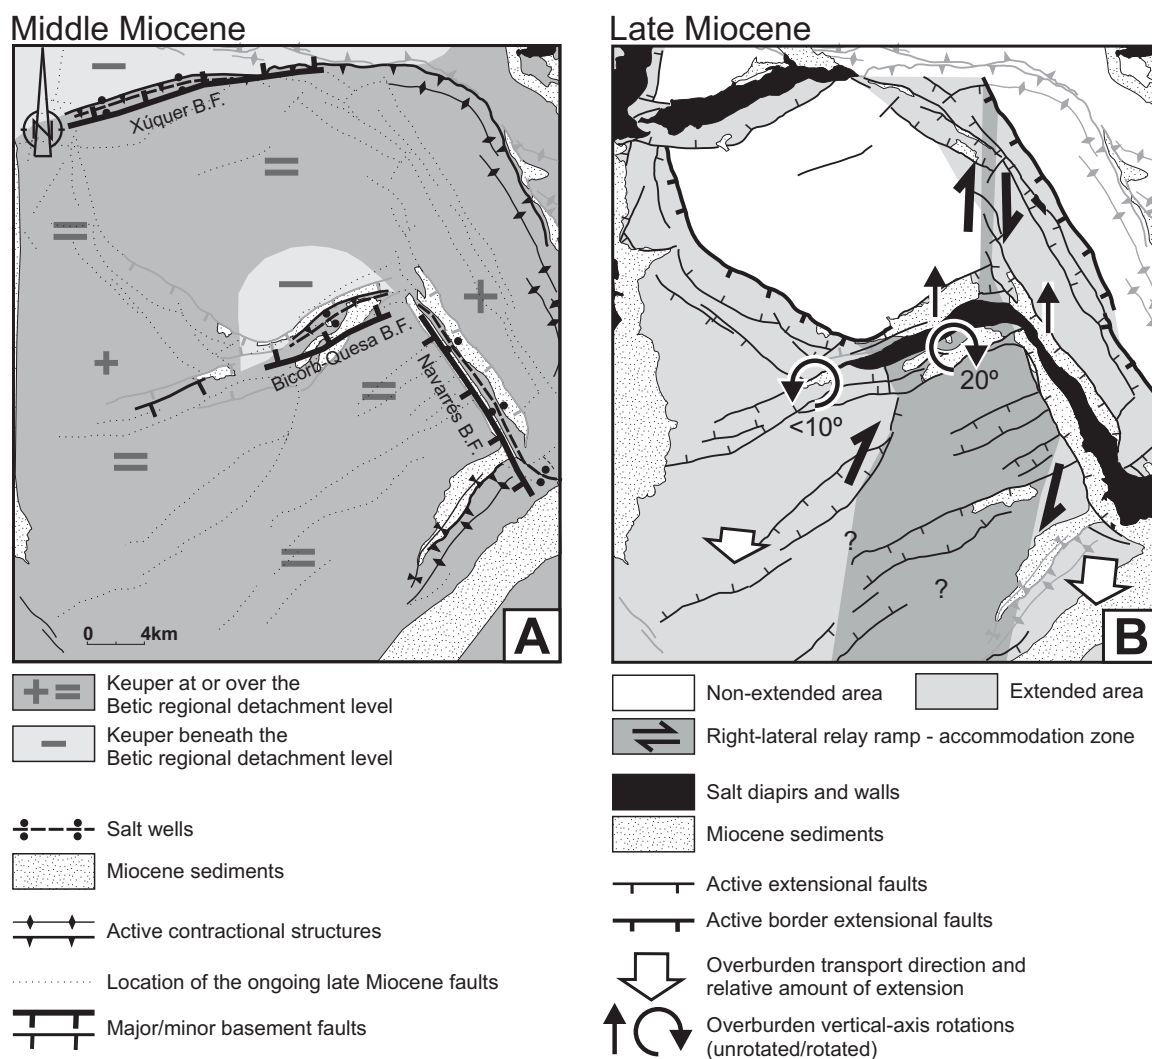 Middle Miocene
N
Xúquer B.F.
Bicorb-Quesa B.F.
Navarrés B.F.
0 4km
A
Keuper at or over the
Betic regional detachment level
Keuper beneath the
Betic regional detachment level
Salt wells
Miocene sediments
Active contractional structures
Location of the ongoing late Miocene faults
Major/minor basement faults
Late Miocene
20º
<10º
?
?
B
Non-extended area
Extended area
Right-lateral relay ramp - accommodation zone
Salt diapirs and walls
Miocene sediments
Active extensional faults
Active border extensional faults
Overburden transport direction and
relative amount of extension
Overburden vertical-axis rotations
(unrotated/rotated)